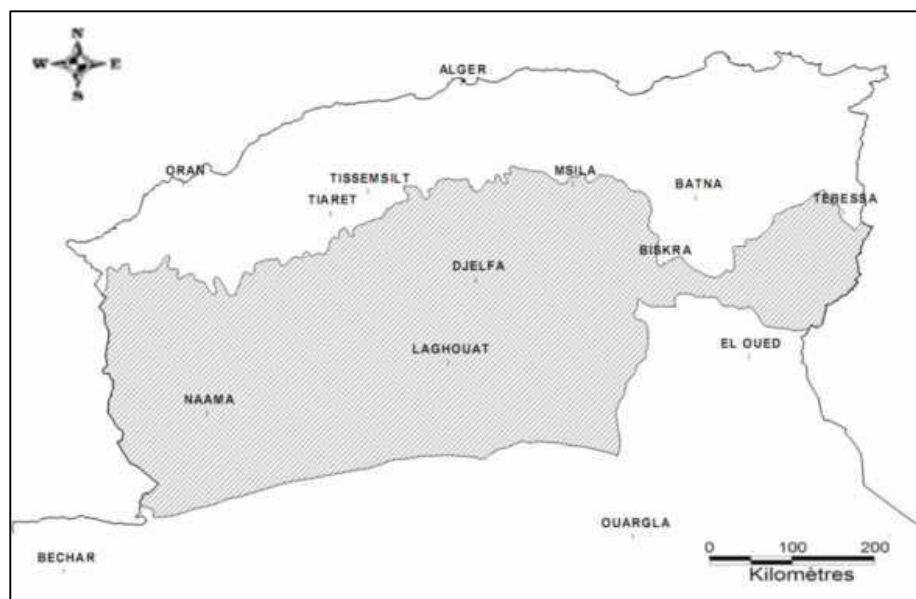 N
W E
S
ALGER
ORAN
TISSEMSILT
TIARET
MSILA
BATNA
TEBESSA
BISKRA
DJELFA
EL OUED
LAGHOUAT
NAAMA
OUARGLA
BECHAR
0 100 200
Kilomètres